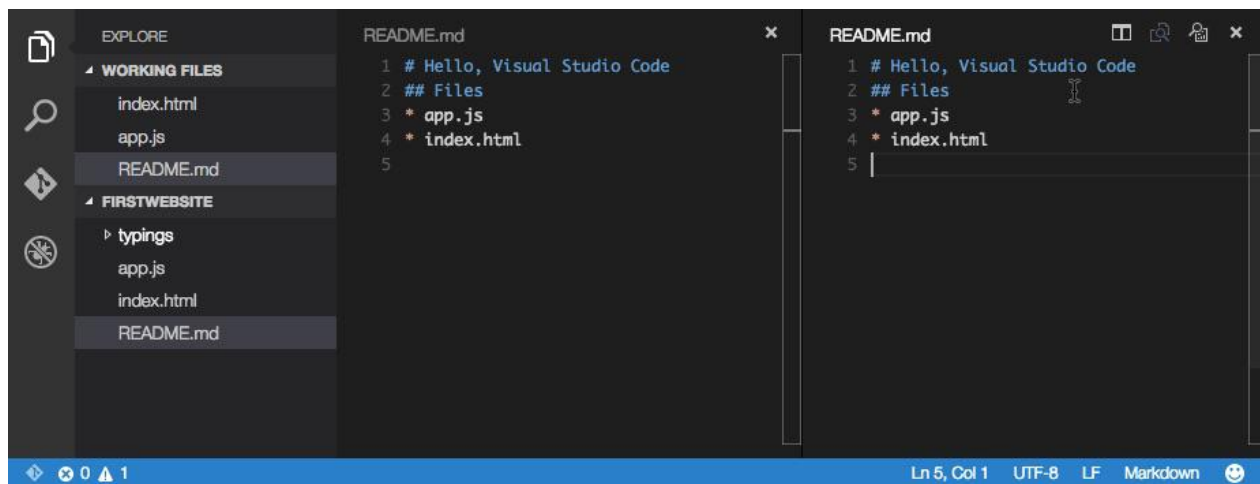 EXPLORE
WORKING FILES
index.html
app.js
README.md
FIRSTWEBSITE
typings
app.js
index.html
README.md
README.md
1 # Hello, Visual Studio Code
2 ## Files
3 * app.js
4 * index.html
5
README.md
1 # Hello, Visual Studio Code
2 ## Files
3 * app.js
4 * index.html
5
0 1
Ln 5, Col 1 UTF-8 LF Markdown